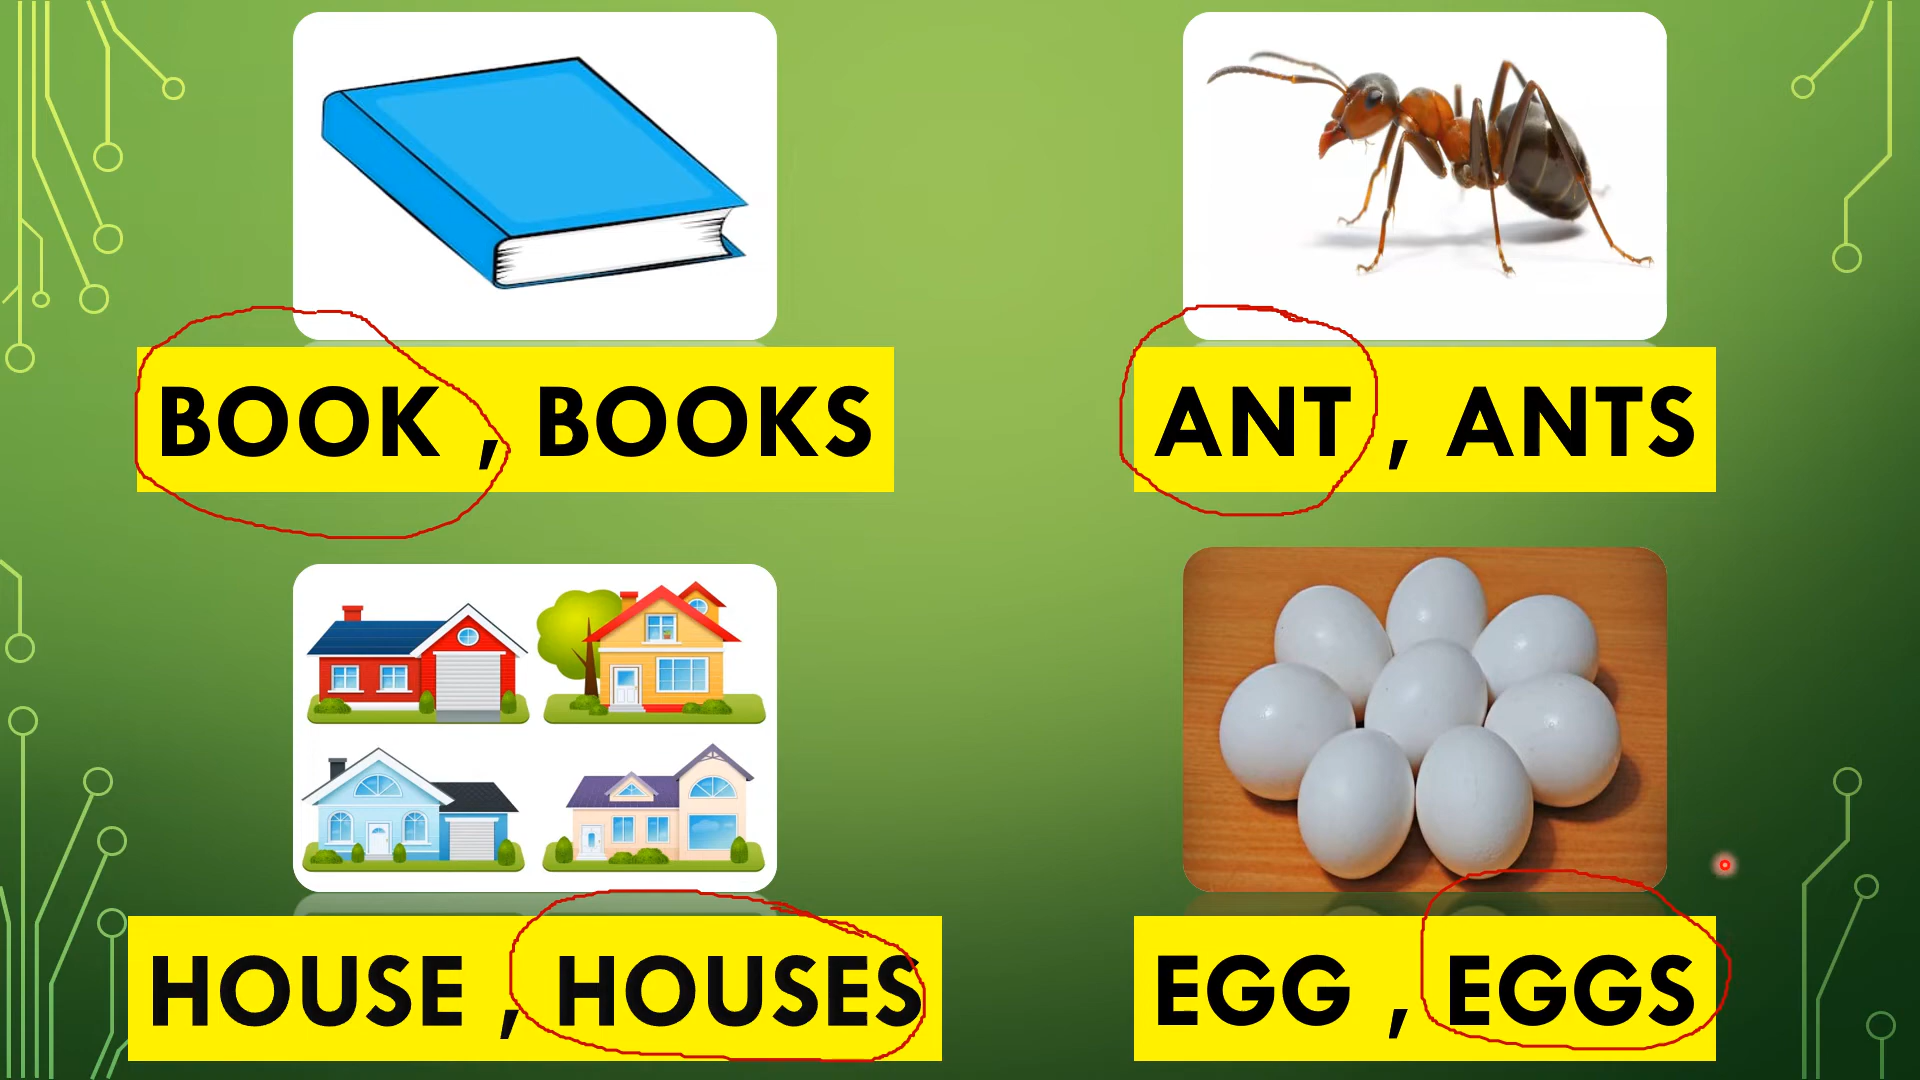 BOOK , BOOKS
ANT , ANTS
HOUSE , HOUSES
EGG , EGGS